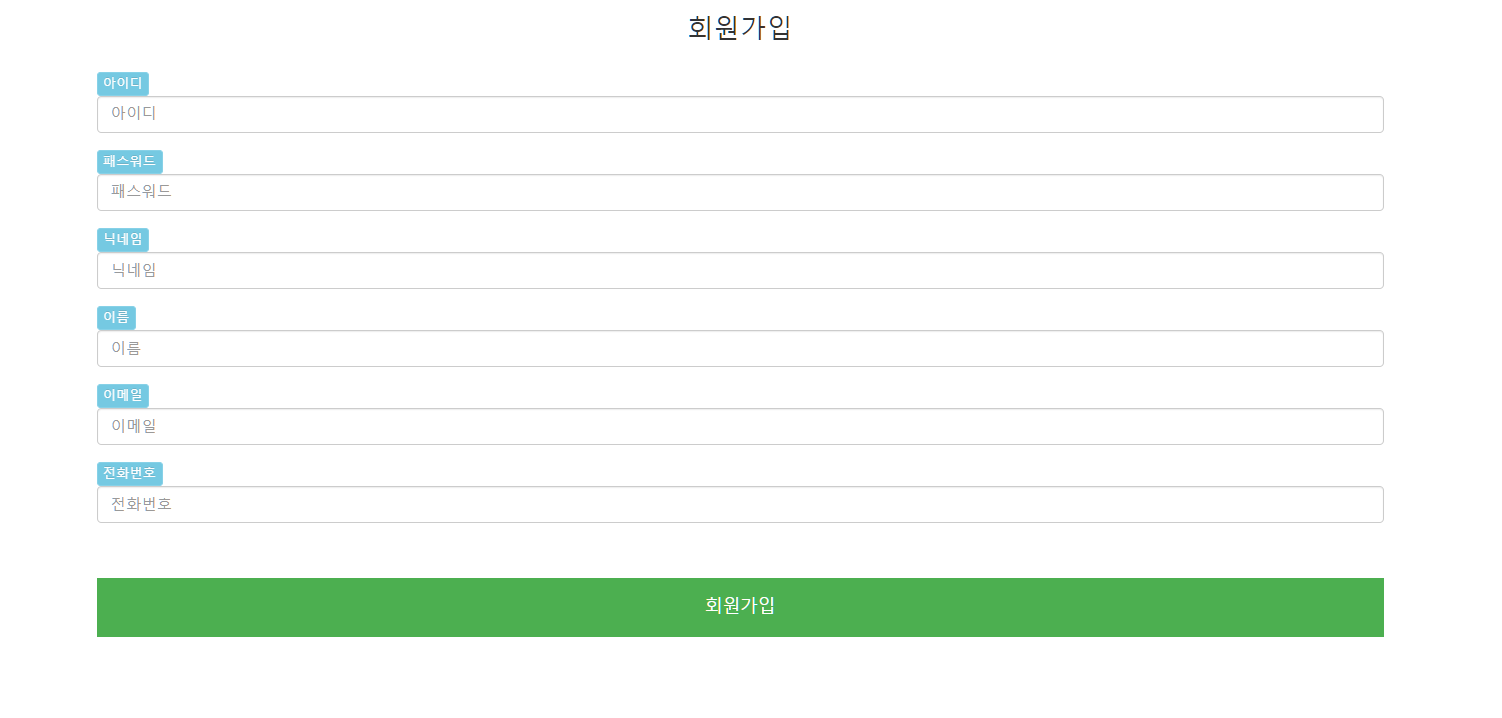 회원가입
아이디
아이디
패스워드
패스워드
닉네임
닉네임
이름
이름
이메일
이메일
전화번호
전화번호
회원가입